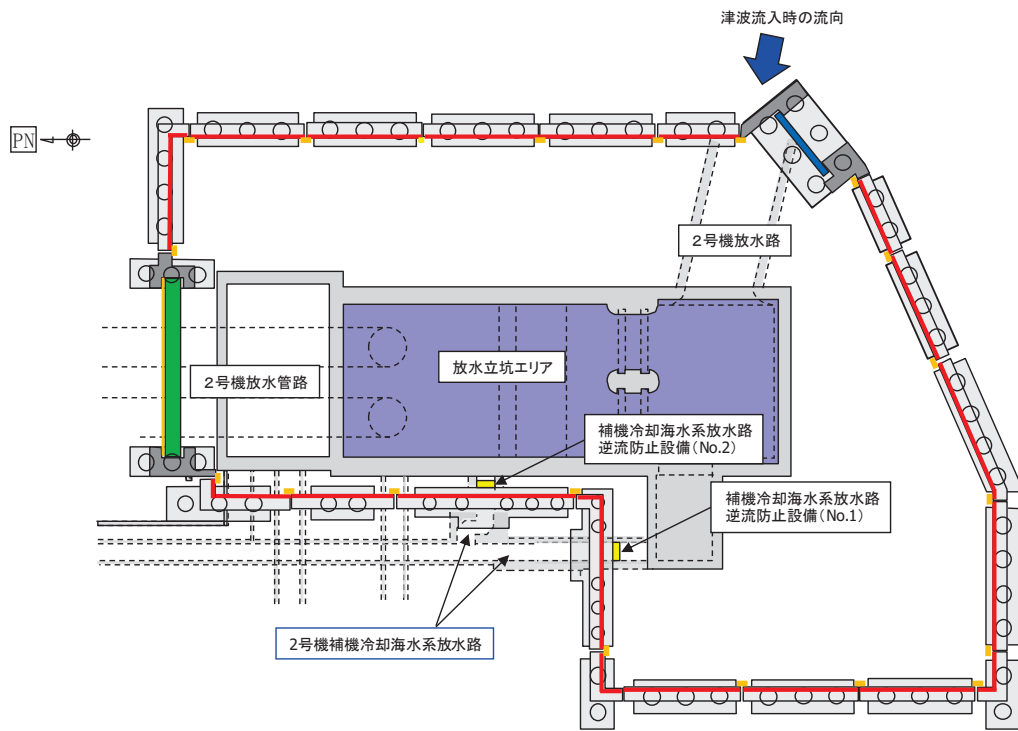 津波流入時の流向
PN
2号機放水路
放水立坑エリア
2号機放水管路
補機冷却海水系放水路
逆流防止設備(No.2)
補機冷却海水系放水路
逆流防止設備(No.1)
2号機補機冷却海水系放水路